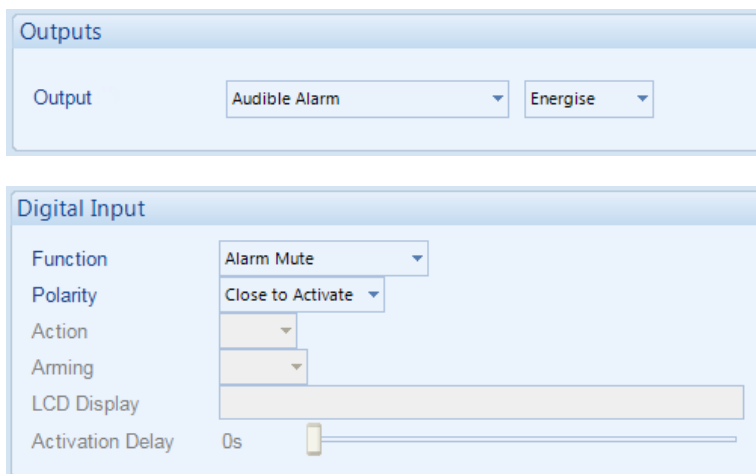 Outputs
Output Audible Alarm Energise
Digital Input
Function Alarm Mute
Polarity Close to Activate
Action
Arming
LCD Display
Activation Delay 0s